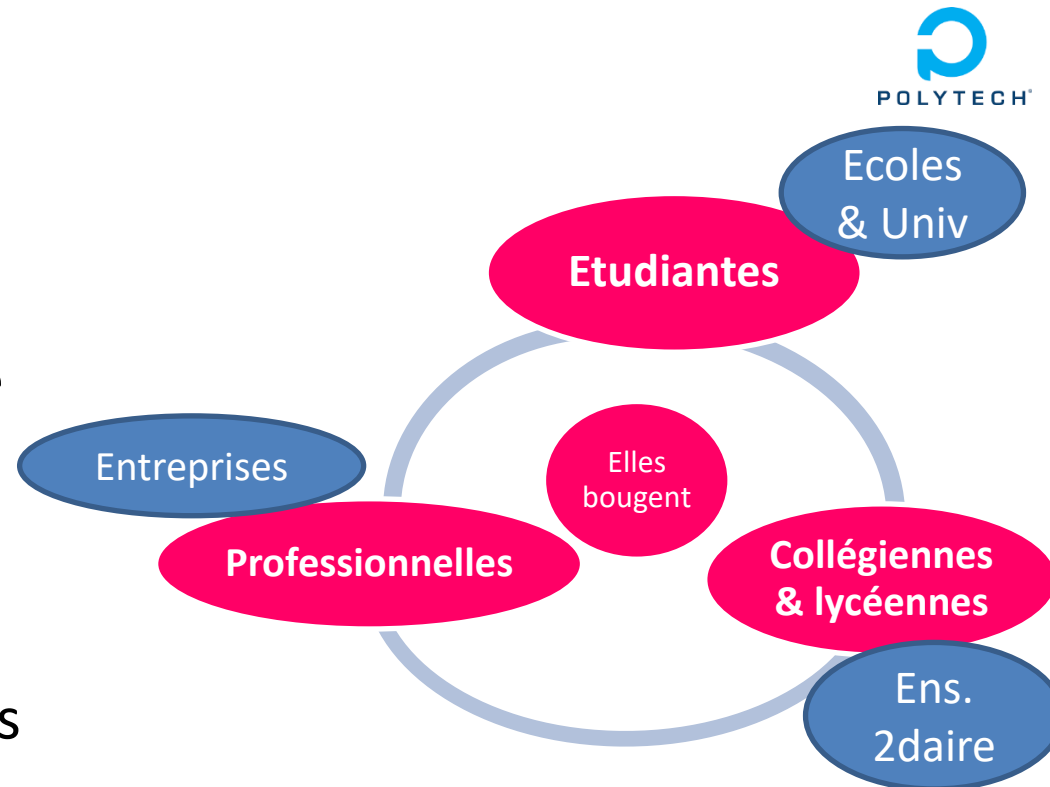 POLYTECH
Ecoles
& Univ
Etudiantes
Entreprises
Elles
bougent
Professionnelles
Collégiennes
& lycéennes
s
Ens.
2daire